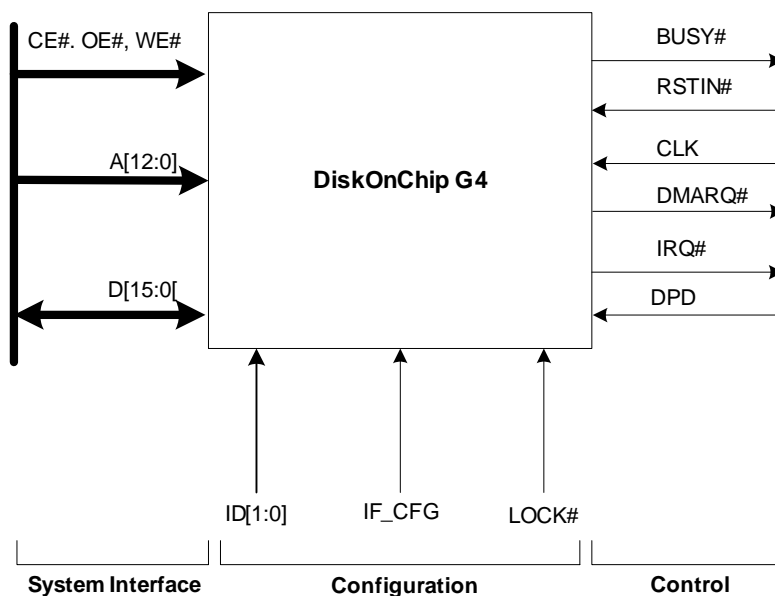 CE#. OE#, WE#
A[12:0]
D[15:0[
DiskOnChip G4
BUSY#
RSTIN#
CLK
DMARQ#
IRQ#
DPD
ID[1:0]
IF_CFG
LOCK#
System Interface
Configuration
Control